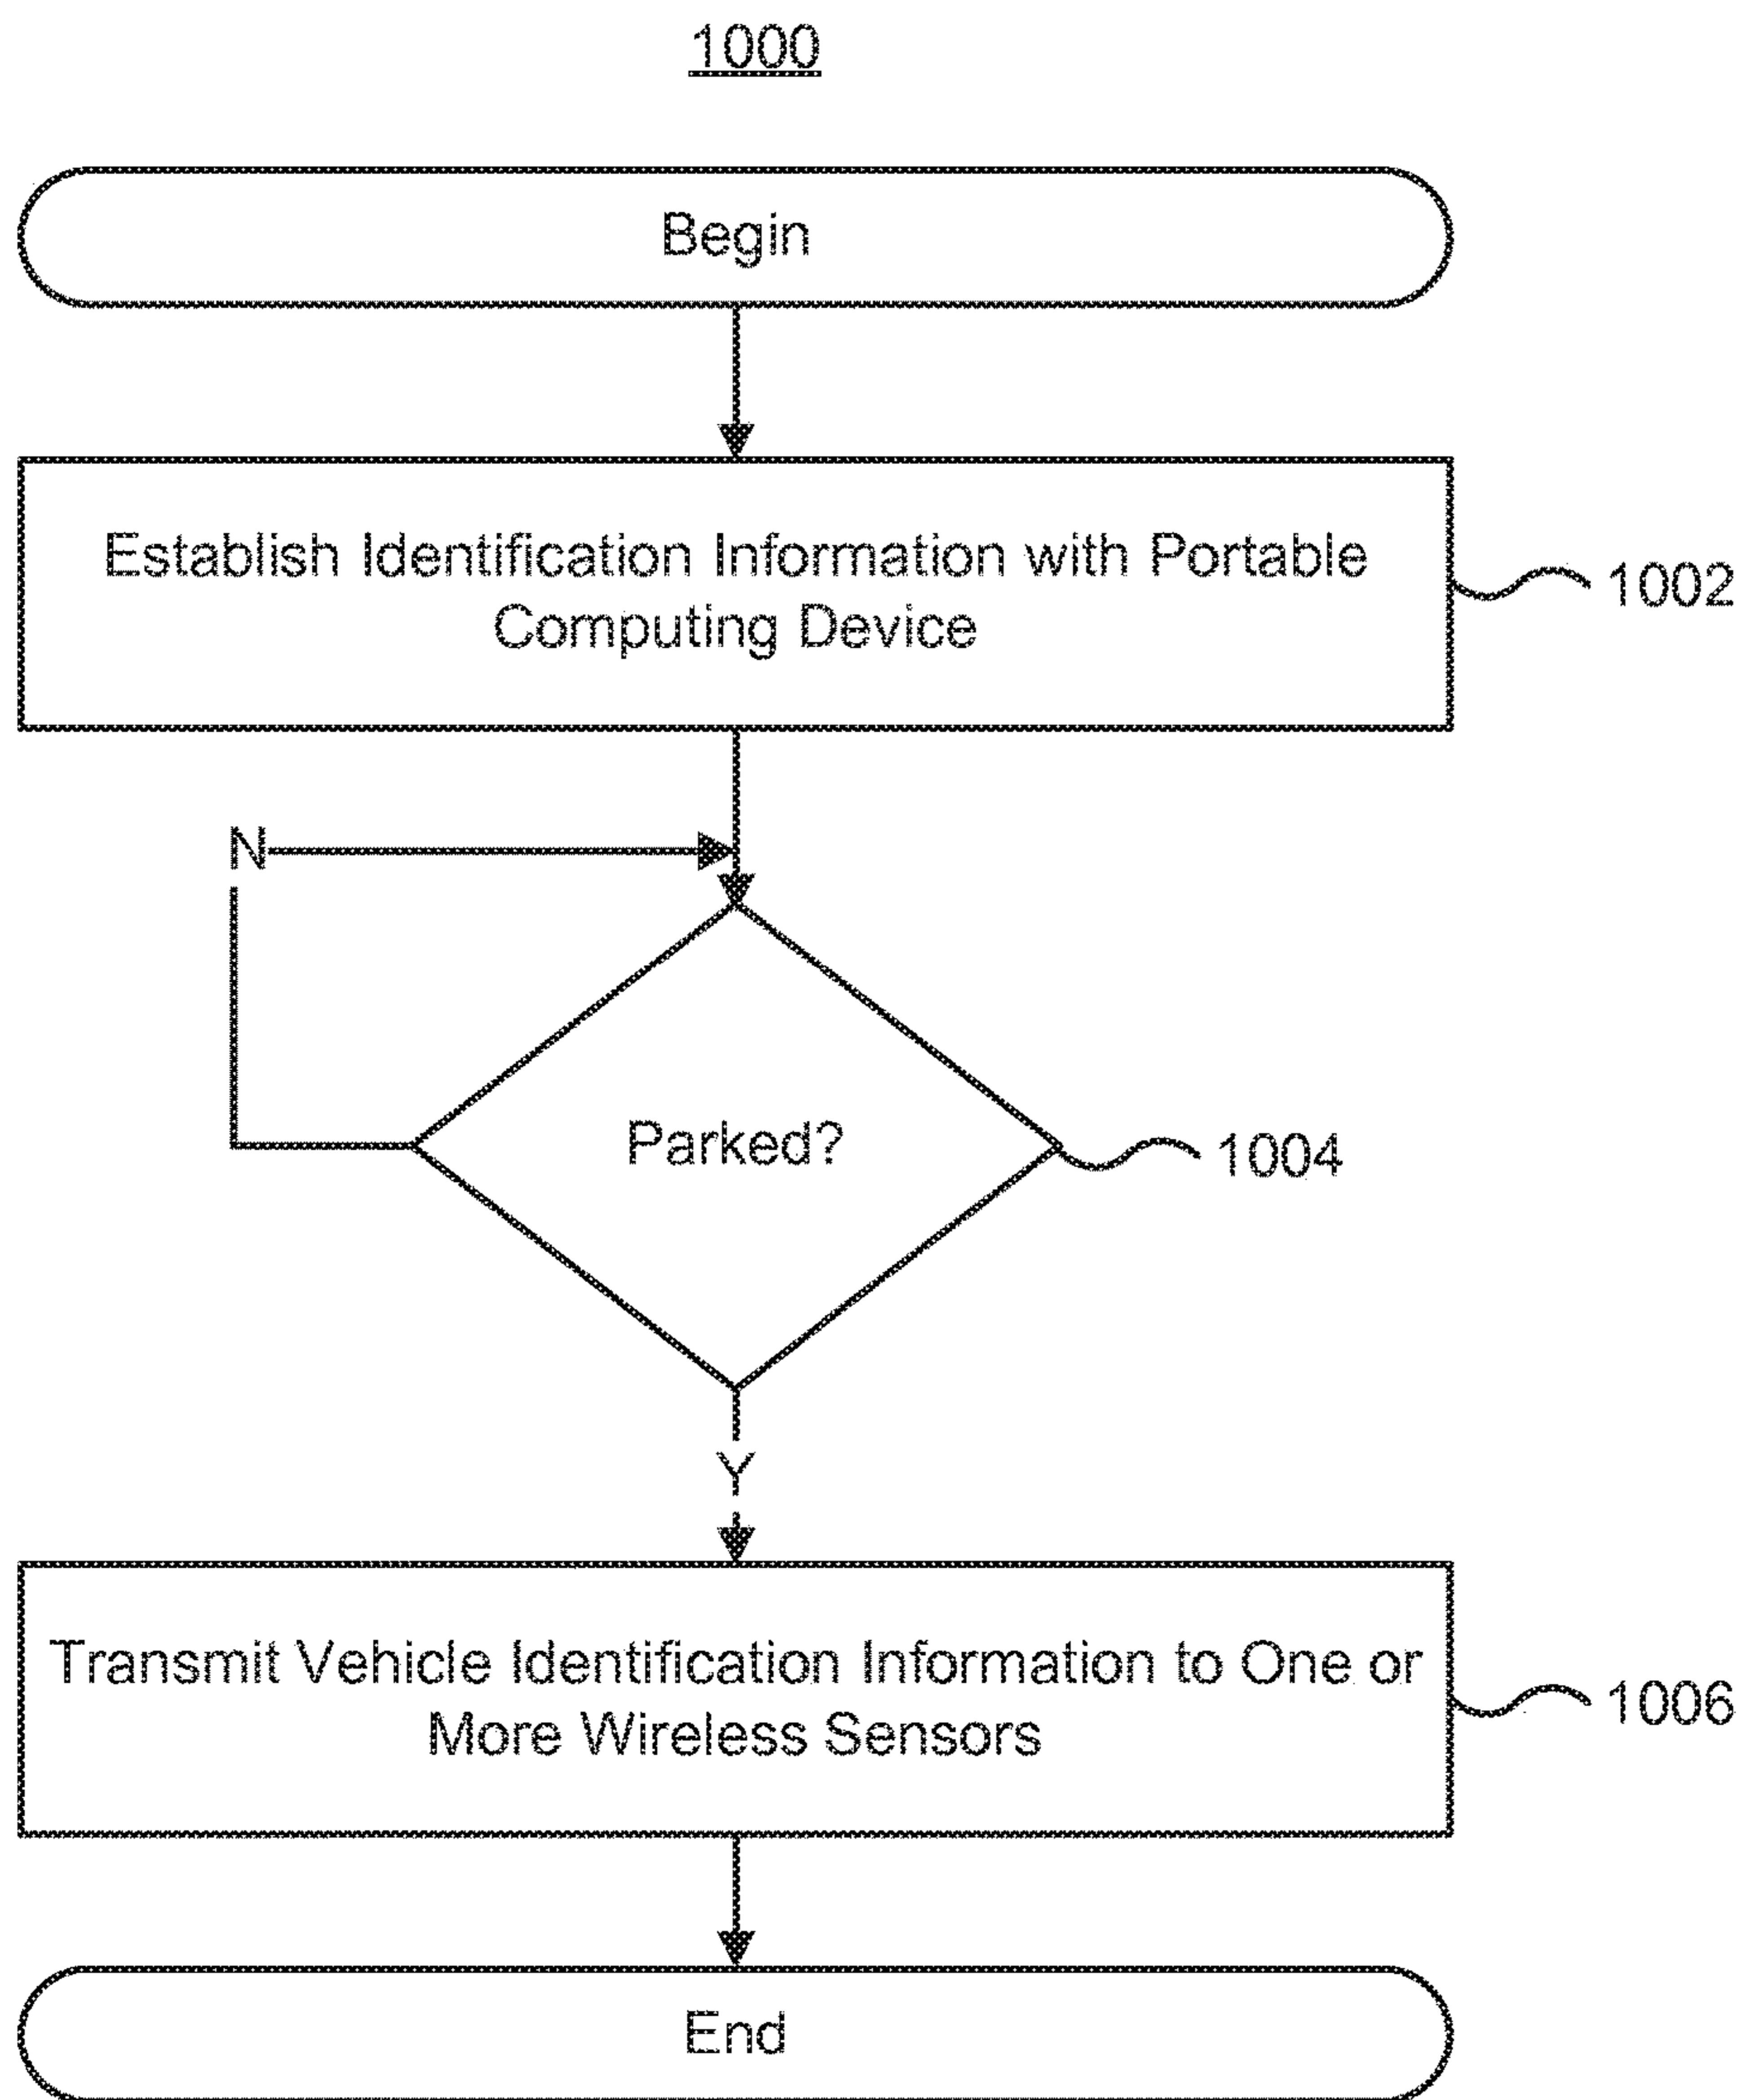 1000
Begin
Establish Identification Information with Portable
Computing Device
1002
N
Parked?
1004
Y
Transmit Vehicle Identification Information to One or
More Wireless Sensors
1006
End